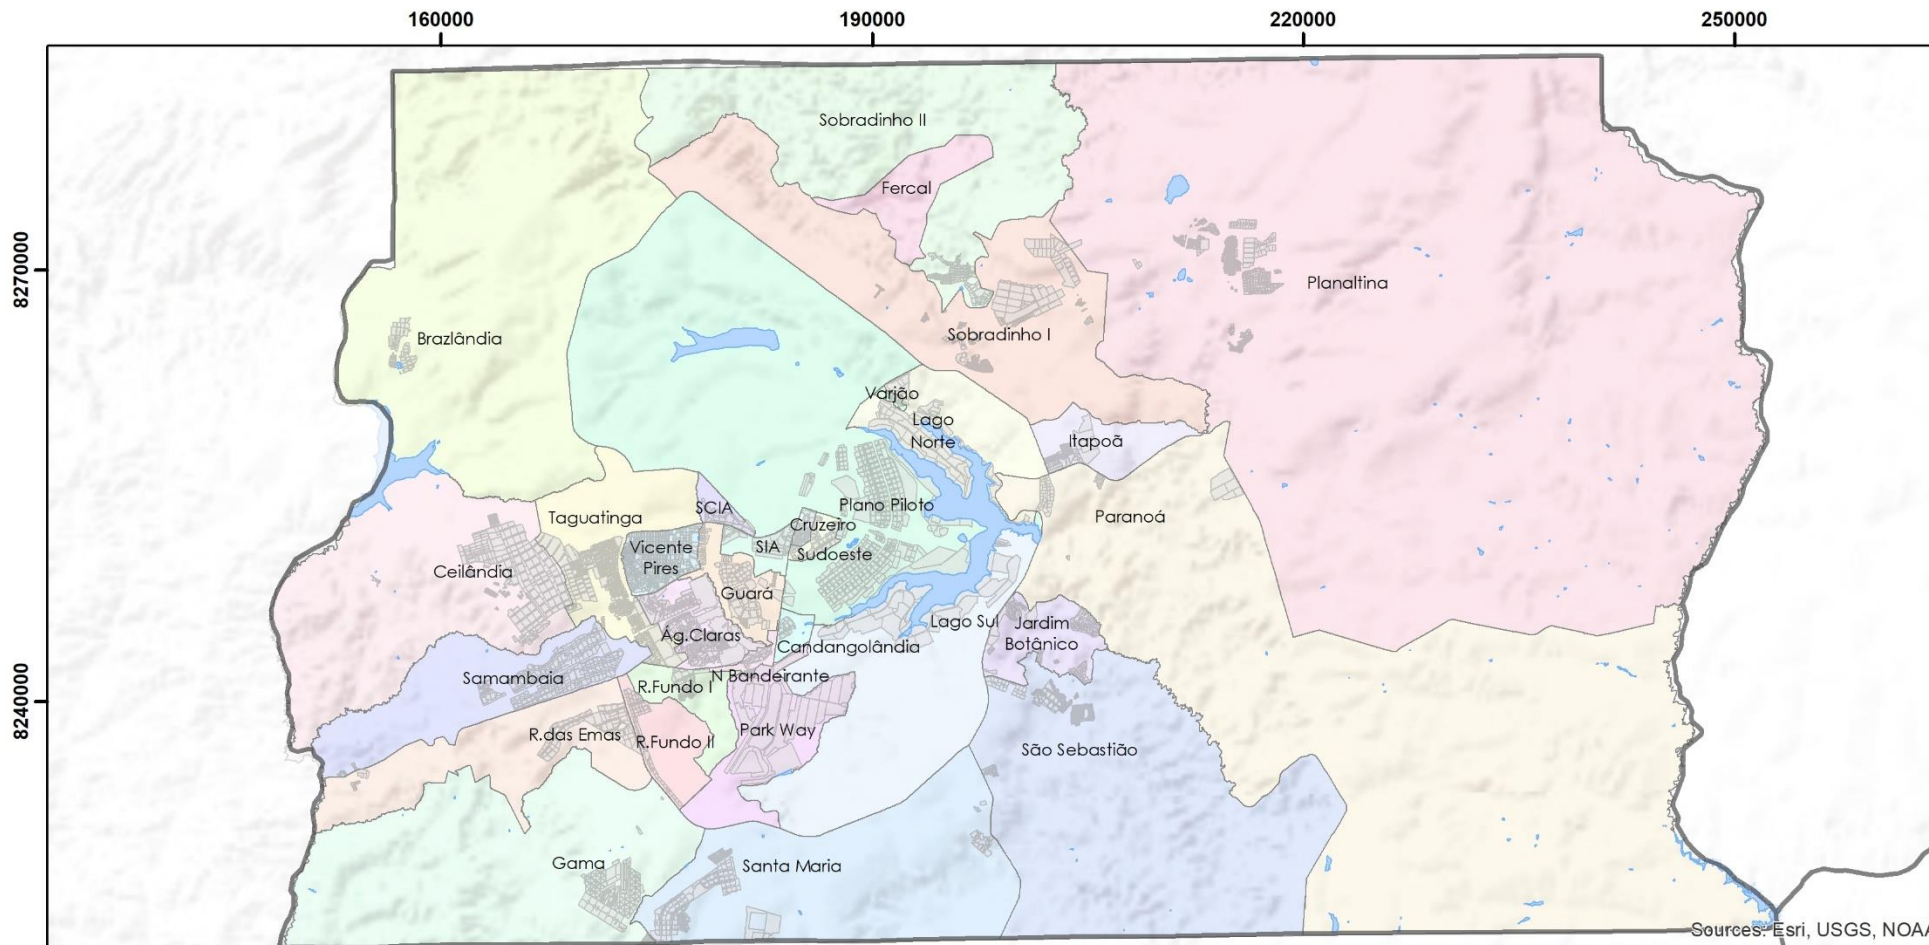 160000
190000
220000
250000
8270000
8240000
Sobradinho II
Fercal
Planaltina
Brazlândia
Sobradinho I
Varjão
Lago
Norte
Itapoã
SCIA
Plano Piloto
Paranoá
Taguatinga
Cruzeiro
Vicente
Pires
SIA
Sudoeste
Ceilândia
Guará
Lago Sul
Jardim
Botânico
Ág.Claras
Candangolândia
Samambaia
N Bandeirante
R.Fundo I
R.das Emas
R.Fundo II
Park Way
São Sebastião
Gama
Santa Maria
Sources: Esri, USGS, NOAA